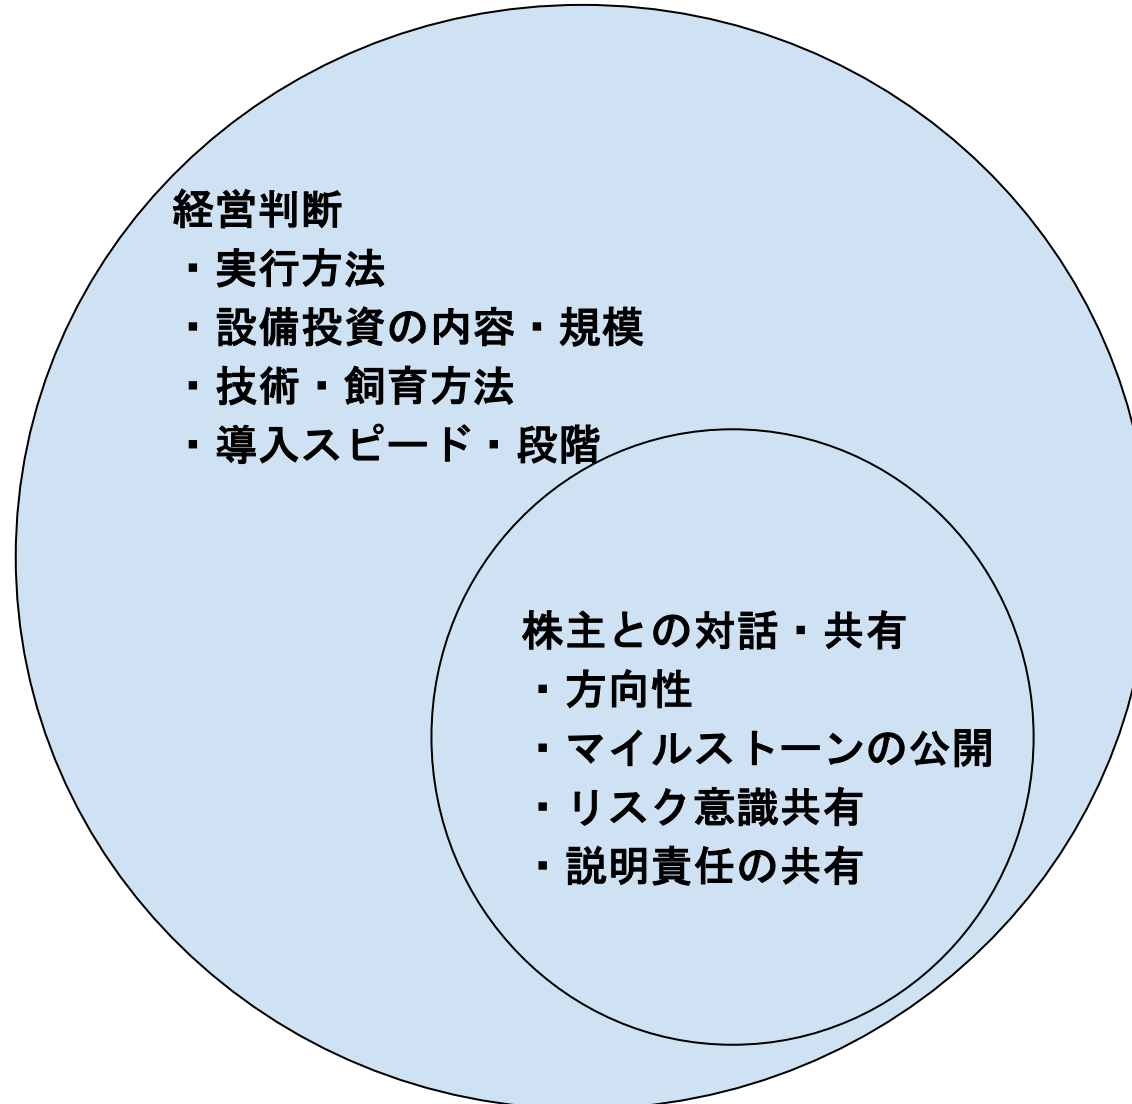 経営判断
・実行方法
・設備投資の内容・規模
・技術・飼育方法
・導入スピード・段階
株主との対話・共有
・方向性
・マイルストーンの公開
・リスク意識共有
・説明責任の共有